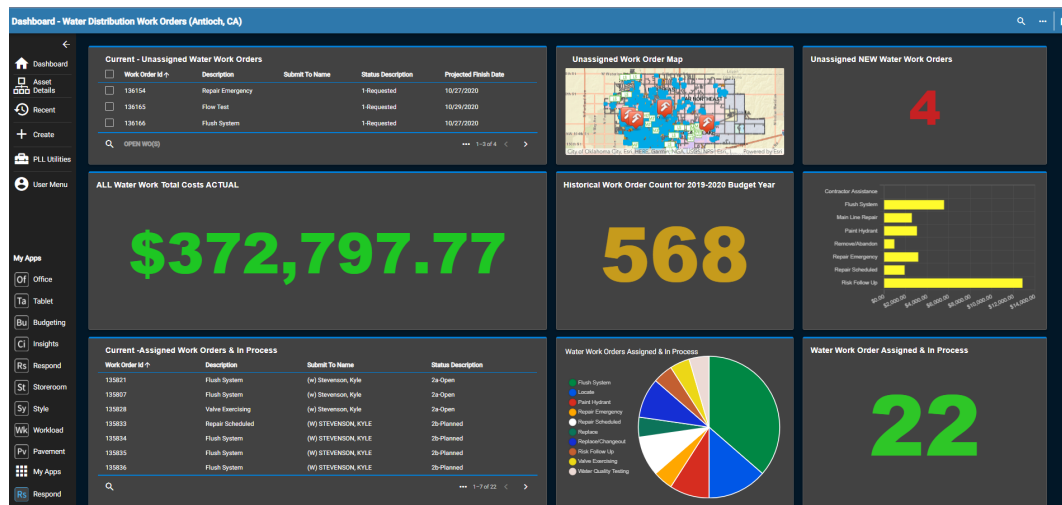 Dashboard - Water Distribution Work Orders (Antioch, CA)
Dashboard
Asset
Details
Recent
Create
PLL Utilities
User Menu
My Apps
Of Office
Ta Tablet
Bu Budgeting
Ci Insights
Rs Respond
St Storeroom
Sy Style
Wk Workload
Pv Pavement
My Apps
Rs Respond
Current - Unassigned Water Work Orders
Work Order Id Description Submit To Name Status Description Projected Finish Date
136154 Repair Emergency 1-Requested 10/27/2020
136165 Flow Test 1-Requested 10/29/2020
136166 Flush System 1-Requested 10/27/2020
OPEN WO(S) 1-3 of 4
Unassigned Work Order Map
City of Oklahoma City, Esri, HERE, Garmin, Powered by Esri
Unassigned NEW Water Work Orders
4
ALL Water Work Total Costs ACTUAL
$372,797.77
Historical Work Order Count for 2019-2020 Budget Year
568
Contractor Assistance
Flush System
Main Line Repair
Paint Hydrant
Remove/Abandon
Repair Emergency
Repair Scheduled
Risk Follow Up
$0.00 $2,000.00 $4,000.00 $6,000.00 $8,000.00 $10,000.00 $12,000.00 $14,000.00
Current -Assigned Work Orders & In Process
Work Order Id Description Submit To Name Status Description
135821 Flush System (w) Stevenson, Kyle 2a-Open
135807 Flush System (w) Stevenson, Kyle 2a-Open
135828 Valve Exercising (w) Stevenson, Kyle 2a-Open
135833 Repair Scheduled (W) STEVENSON, KYLE 2b-Planned
135834 Flush System (W) STEVENSON, KYLE 2b-Planned
135835 Flush System (W) STEVENSON, KYLE 2b-Planned
135836 Flush System (W) STEVENSON, KYLE 2b-Planned
1-7 of 22
Water Work Orders Assigned & In Process
Flush System
Locate
Paint Hydrant
Repair Emergency
Repair Scheduled
Replace
Replace/Changeout
Risk Follow Up
Valve Exercising
Water Quality Testing
Water Work Order Assigned & In Process
22